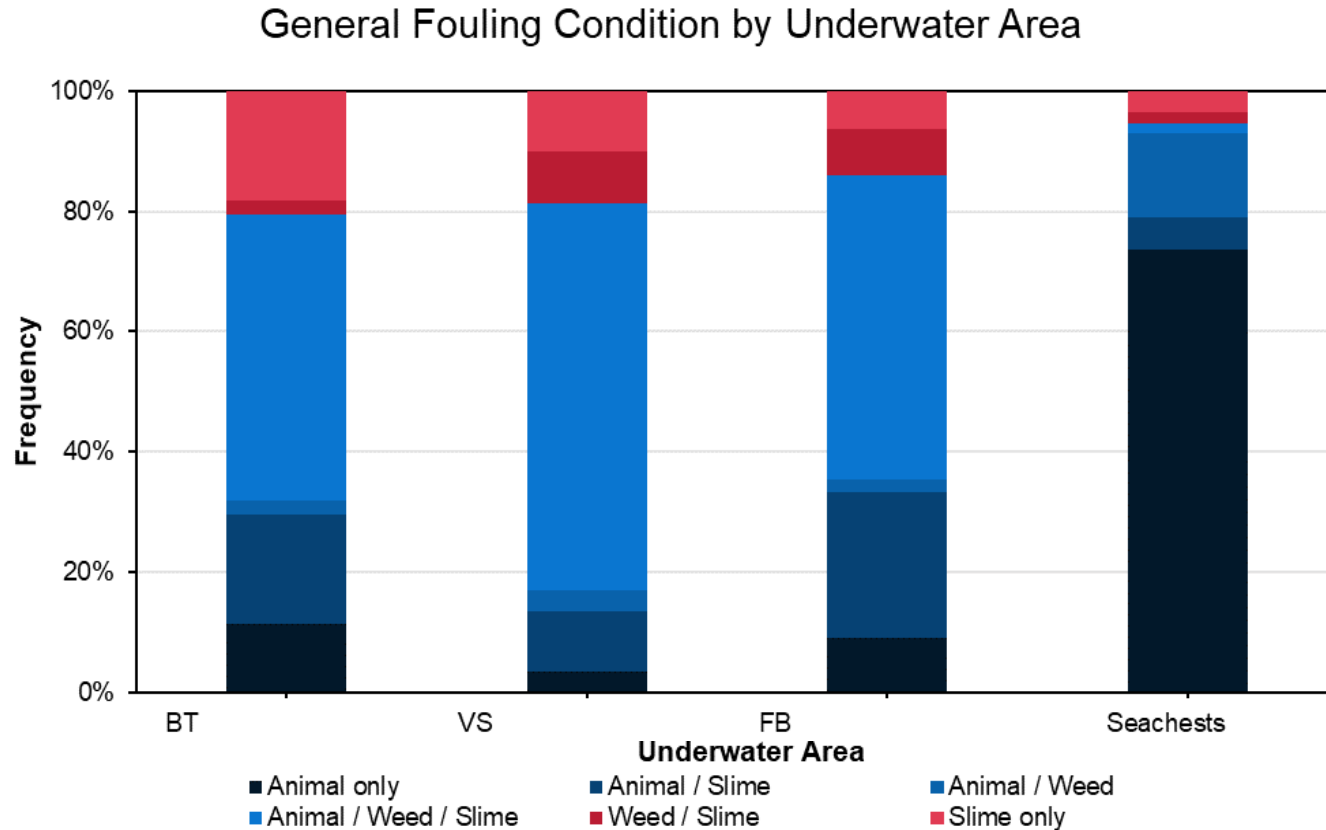 General Fouling Condition by Underwater Area
100%
80%
60%
40%
20%
0%
Frequency
BT VS FB Seachests
Underwater Area
Animal only Animal / Slime Animal / Weed
Animal / Weed / Slime Weed / Slime Slime only